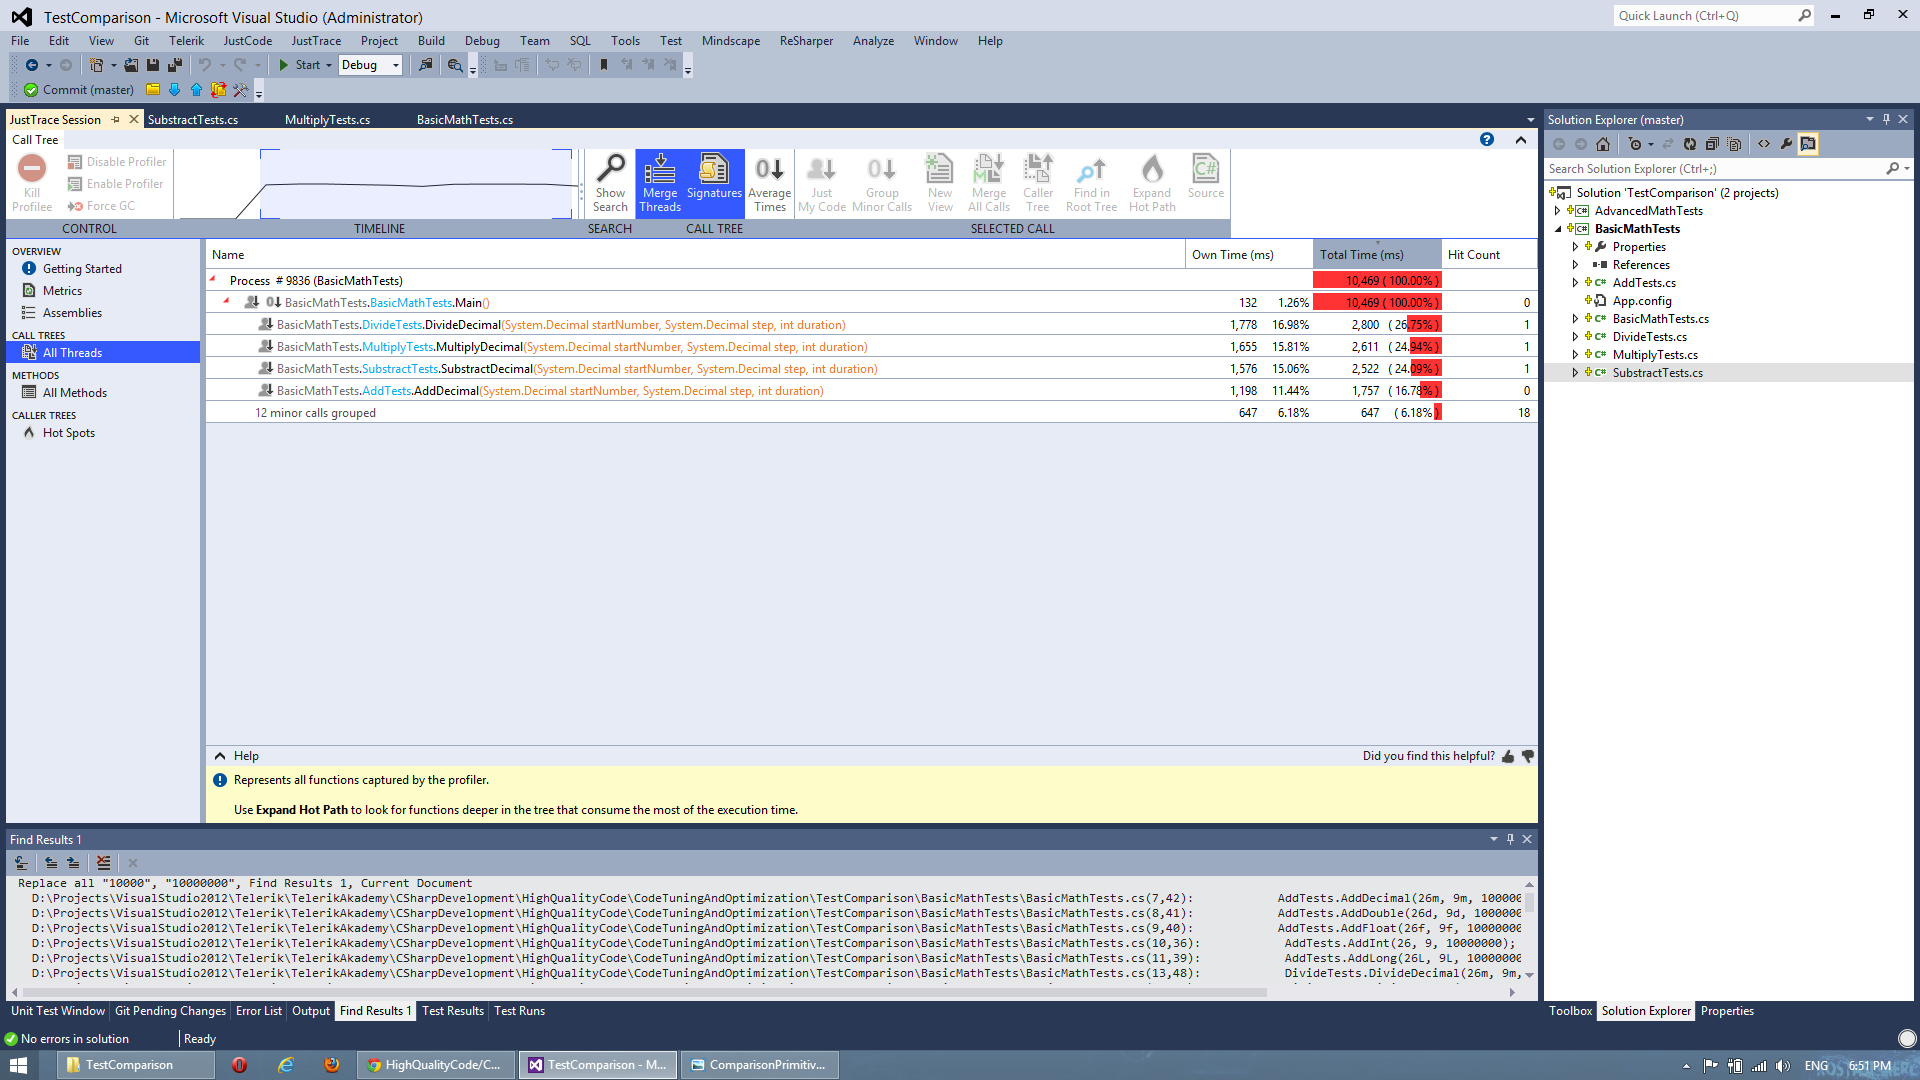 TestComparison - Microsoft Visual Studio (Administrator)
Quick Launch (Ctrl+Q)
File Edit View Git Telerik JustCode JustTrace Project Build Debug Team SQL Tools Test Mindscape ReSharper Analyze Window Help
Start Debug
Commit (master)
JustTrace Session SubstractTests.cs MultiplyTests.cs BasicMathTests.cs
Call Tree
Kill Profilee
Disable Profiler
Enable Profiler
Force GC
Show Search
Merge Threads
Signatures
Average Times
Just My Code
Group Minor Calls
New View
Merge All Calls
Caller Tree
Find in Root Tree
Expand Hot Path
Source
CONTROL TIMELINE SEARCH CALL TREE SELECTED CALL
OVERVIEW
Getting Started
Metrics
Assemblies
CALL TREES
All Threads
METHODS
All Methods
CALLER TREES
Hot Spots
Name Own Time (ms) Total Time (ms) Hit Count
Process # 9836 (BasicMathTests) 10,469 ( 100.00% )
BasicMathTests.BasicMathTests.Main() 132 1.26% 10,469 ( 100.00% ) 0
BasicMathTests.DivideTests.DivideDecimal(System.Decimal startNumber, System.Decimal step, int duration) 1,778 16.98% 2,800 ( 26.75% ) 1
BasicMathTests.MultiplyTests.MultiplyDecimal(System.Decimal startNumber, System.Decimal step, int duration) 1,655 15.81% 2,611 ( 24.94% ) 1
BasicMathTests.SubstractTests.SubstractDecimal(System.Decimal startNumber, System.Decimal step, int duration) 1,576 15.06% 2,522 ( 24.09% ) 1
BasicMathTests.AddTests.AddDecimal(System.Decimal startNumber, System.Decimal step, int duration) 1,198 11.44% 1,757 ( 16.78% ) 0
12 minor calls grouped 647 6.18% 647 ( 6.18% ) 18
Help Did you find this helpful?
Represents all functions captured by the profiler.
Use Expand Hot Path to look for functions deeper in the tree that consume the most of the execution time.
Find Results 1
Replace all "10000", "10000000", Find Results 1, Current Document
D:\Projects\VisualStudio2012\Telerik\TelerikAkademy\CSharpDevelopment\HighQualityCode\CodeTuningAndOptimization\TestComparison\BasicMathTests\BasicMathTests.cs(7,42): AddTests.AddDecimal(26m, 9m, 100000
D:\Projects\VisualStudio2012\Telerik\TelerikAkademy\CSharpDevelopment\HighQualityCode\CodeTuningAndOptimization\TestComparison\BasicMathTests\BasicMathTests.cs(8,41): AddTests.AddDouble(26d, 9d, 1000000
D:\Projects\VisualStudio2012\Telerik\TelerikAkademy\CSharpDevelopment\HighQualityCode\CodeTuningAndOptimization\TestComparison\BasicMathTests\BasicMathTests.cs(9,40): AddTests.AddFloat(26f, 9f, 10000000
D:\Projects\VisualStudio2012\Telerik\TelerikAkademy\CSharpDevelopment\HighQualityCode\CodeTuningAndOptimization\TestComparison\BasicMathTests\BasicMathTests.cs(10,36): AddTests.AddInt(26, 9, 10000000);
D:\Projects\VisualStudio2012\Telerik\TelerikAkademy\CSharpDevelopment\HighQualityCode\CodeTuningAndOptimization\TestComparison\BasicMathTests\BasicMathTests.cs(11,39): AddTests.AddLong(26L, 9L, 10000000
D:\Projects\VisualStudio2012\Telerik\TelerikAkademy\CSharpDevelopment\HighQualityCode\CodeTuningAndOptimization\TestComparison\BasicMathTests\BasicMathTests.cs(13,48): DivideTests.DivideDecimal(26m, 9m,
Unit Test Window Git Pending Changes Error List Output Find Results 1 Test Results Test Runs
Solution Explorer (master)
Search Solution Explorer (Ctrl+;)
Solution 'TestComparison' (2 projects)
AdvancedMathTests
BasicMathTests
Properties
References
AddTests.cs
App.config
BasicMathTests.cs
DivideTests.cs
MultiplyTests.cs
SubstractTests.cs
Toolbox Solution Explorer Properties
No errors in solution Ready
TestComparison HighQualityCode/C... TestComparison - M... ComparisonPrimitiv... ENG 6:51 PM